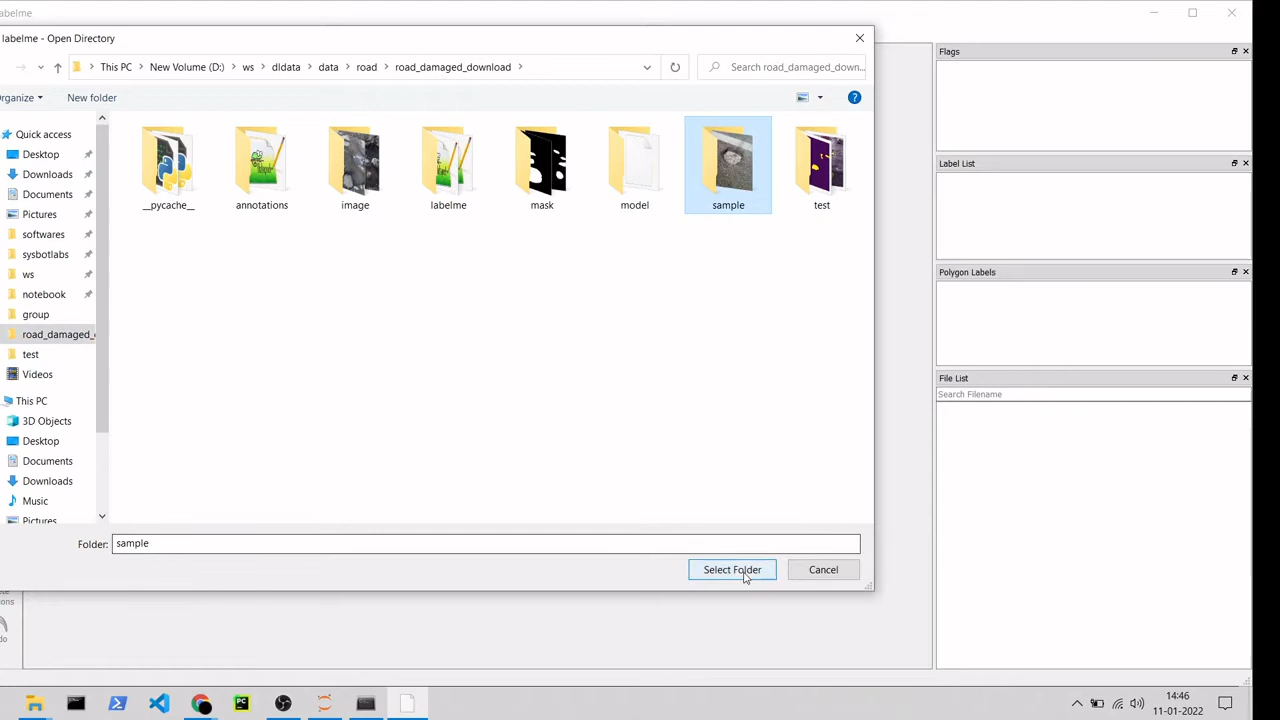 labelme
labelme - Open Directory
This PC > New Volume (D:) > ws > dldata > data > road > road_damaged_download >
Search road_damaged_down...
Organize
New folder
Quick access
Desktop
Downloads
Documents
Pictures
softwares
sysbotlabs
ws
notebook
group
road_damaged_
test
Videos
This PC
3D Objects
Desktop
Documents
Downloads
Music
Pictures
__pycache__
annotations
image
labelme
mask
model
sample
test
Folder: sample
Select Folder
Cancel
Flags
Label List
Polygon Labels
File List
Search Filename
14:46
11-01-2022